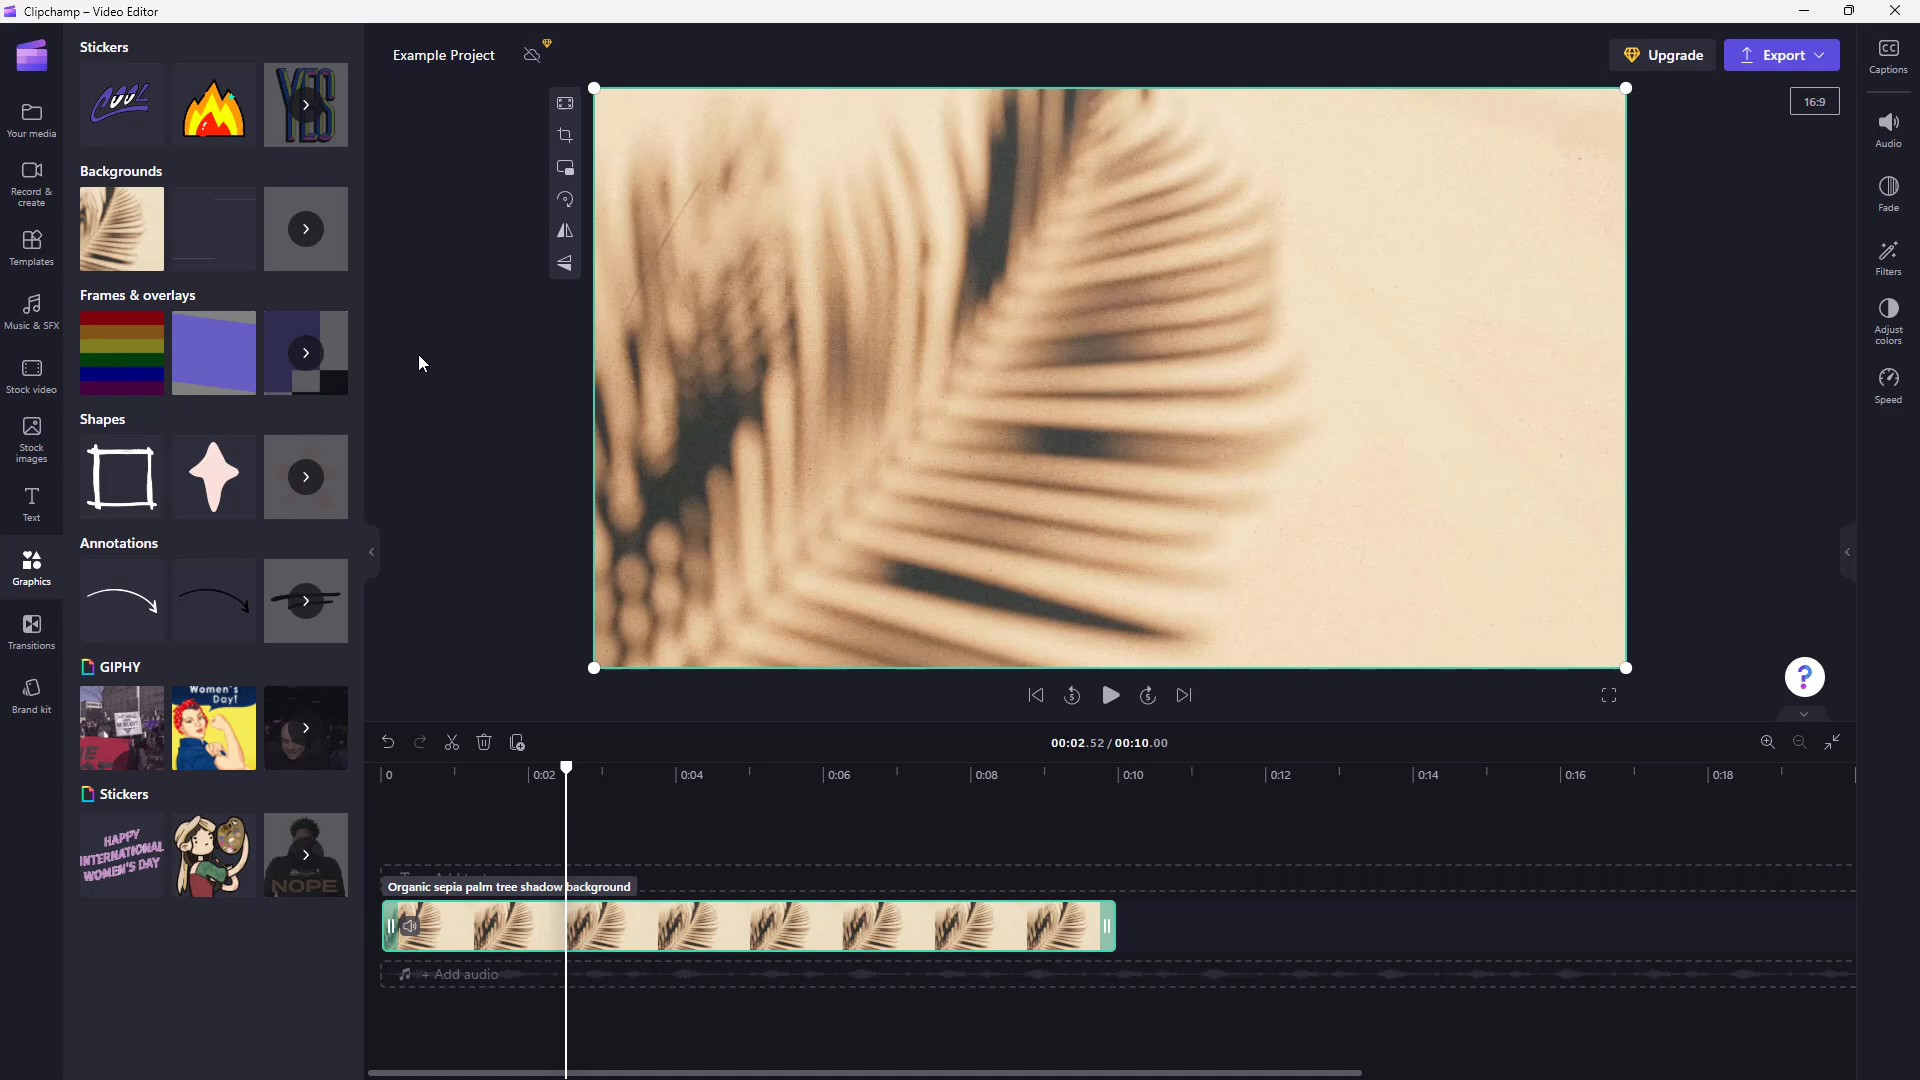 Clipchamp – Video Editor
Your media
Record &
create
Templates
Music & SFX
Stock video
Stock
images
Text
Graphics
Transitions
Brand kit
Stickers
COOL
YES
Backgrounds
Frames & overlays
Shapes
Annotations
GIPHY
Women's
Day!
Stickers
HAPPY
INTERNATIONAL
WOMEN'S DAY
NOPE
Example Project
Upgrade
Export
16:9
Captions
Audio
Fade
Filters
Adjust
colors
Speed
5
5
?
00:02.52 / 00:10.00
0
0:02
0:04
0:06
0:08
0:10
0:12
0:14
0:16
0:18
Organic sepia palm tree shadow background
+ Add audio